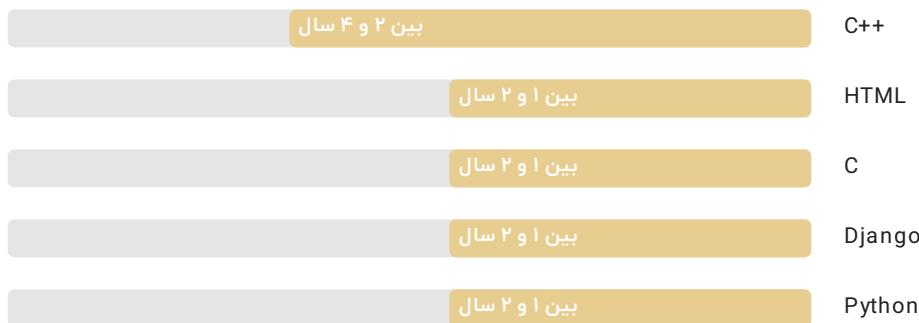 C++ بین ۲ و ۴ سال
HTML بین ۱ و ۲ سال
C بین ۱ و ۲ سال
Django بین ۱ و ۲ سال
Python بین ۱ و ۲ سال